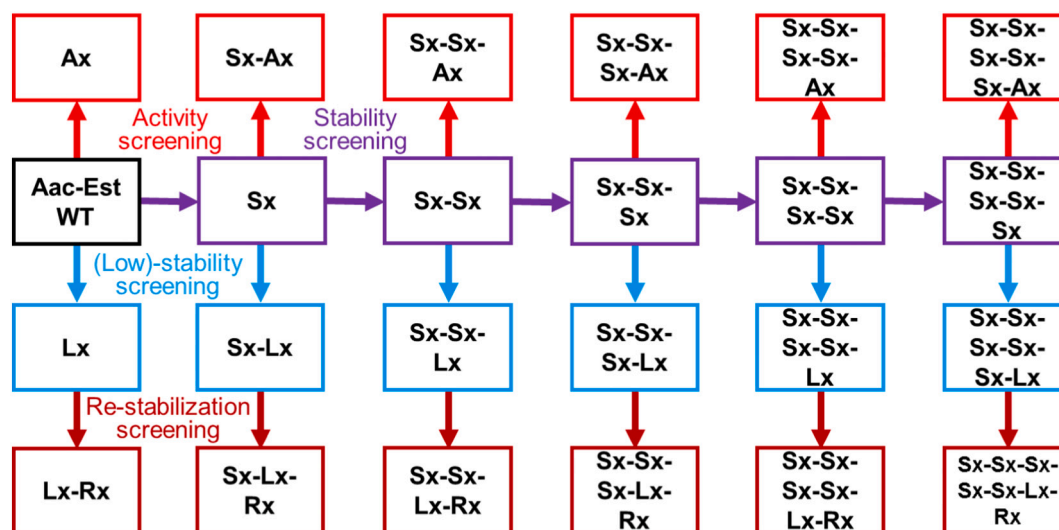 Ax
Sx-Ax
Sx-Sx-
Ax
Sx-Sx-
Sx-Ax
Sx-Sx-
Sx-Sx-
Ax
Sx-Sx-
Sx-Sx-
Sx-Ax
Activity
screening
Stability
screening
Aac-Est
WT
Sx
Sx-Sx
Sx-Sx-
Sx
Sx-Sx-
Sx-Sx
Sx-Sx-
Sx-Sx-
Sx
(Low)-stability
screening
Lx
Sx-Lx
Sx-Sx-
Lx
Sx-Sx-
Sx-Lx
Sx-Sx-
Sx-Sx-
Lx
Sx-Sx-
Sx-Sx-
Sx-Lx
Re-stabilization
screening
Lx-Rx
Sx-Lx-
Rx
Sx-Sx-
Lx-Rx
Sx-Sx-
Sx-Lx-
Rx
Sx-Sx-
Sx-Sx-
Lx-Rx
Sx-Sx-Sx-
Sx-Sx-Lx-
Rx